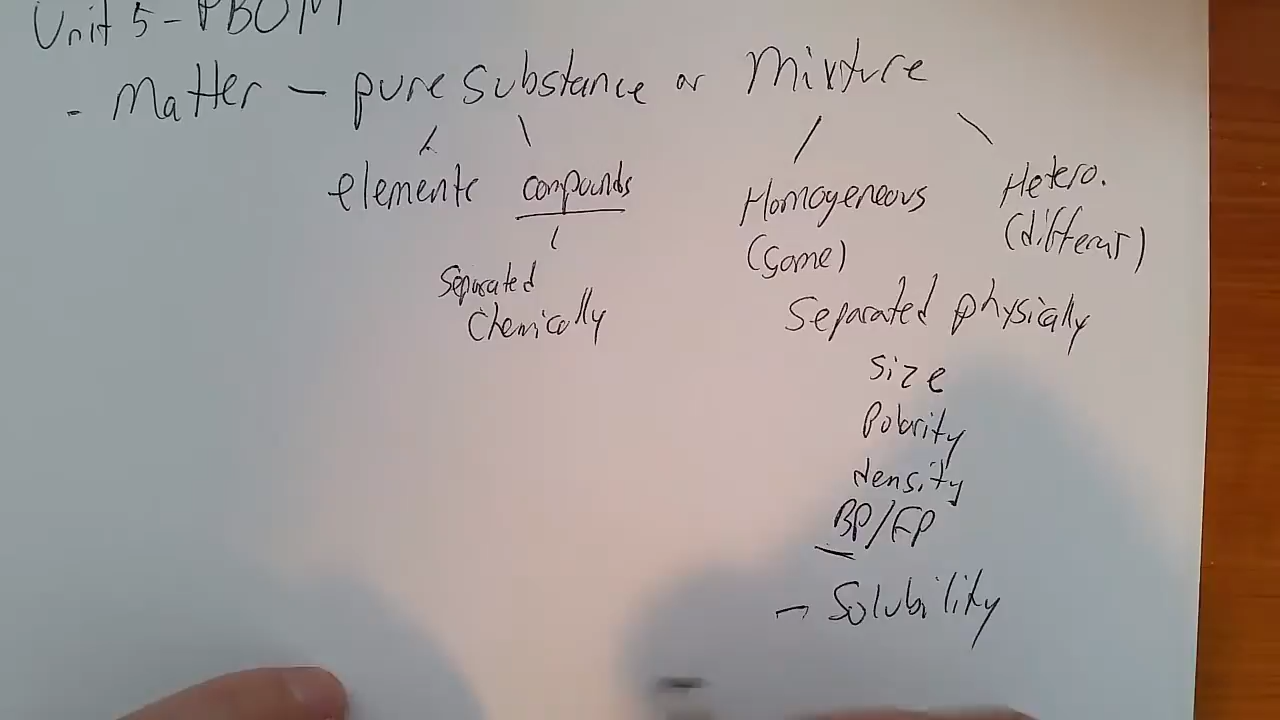 Unit 5 - PBOM
- Matter — pure substance or Mixture
elements compounds
Separated
Chemically
Homogeneous
(same)
Hetero.
(different)
Separated physically
Size
Polarity
density
BP/FP
→ Solubility